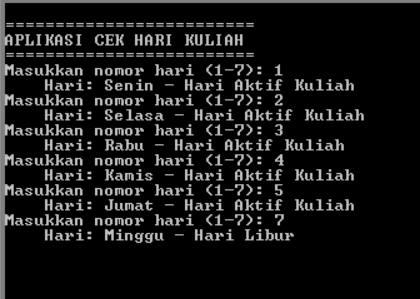 =========================
APLIKASI CEK HARI KULIAH
=========================
Masukkan nomor hari (1-7): 1
Hari: Senin - Hari Aktif Kuliah
Masukkan nomor hari (1-7): 2
Hari: Selasa - Hari Aktif Kuliah
Masukkan nomor hari (1-7): 3
Hari: Rabu - Hari Aktif Kuliah
Masukkan nomor hari (1-7): 4
Hari: Kamis - Hari Aktif Kuliah
Masukkan nomor hari (1-7): 5
Hari: Jumat - Hari Aktif Kuliah
Masukkan nomor hari (1-7): 7
Hari: Minggu - Hari Libur